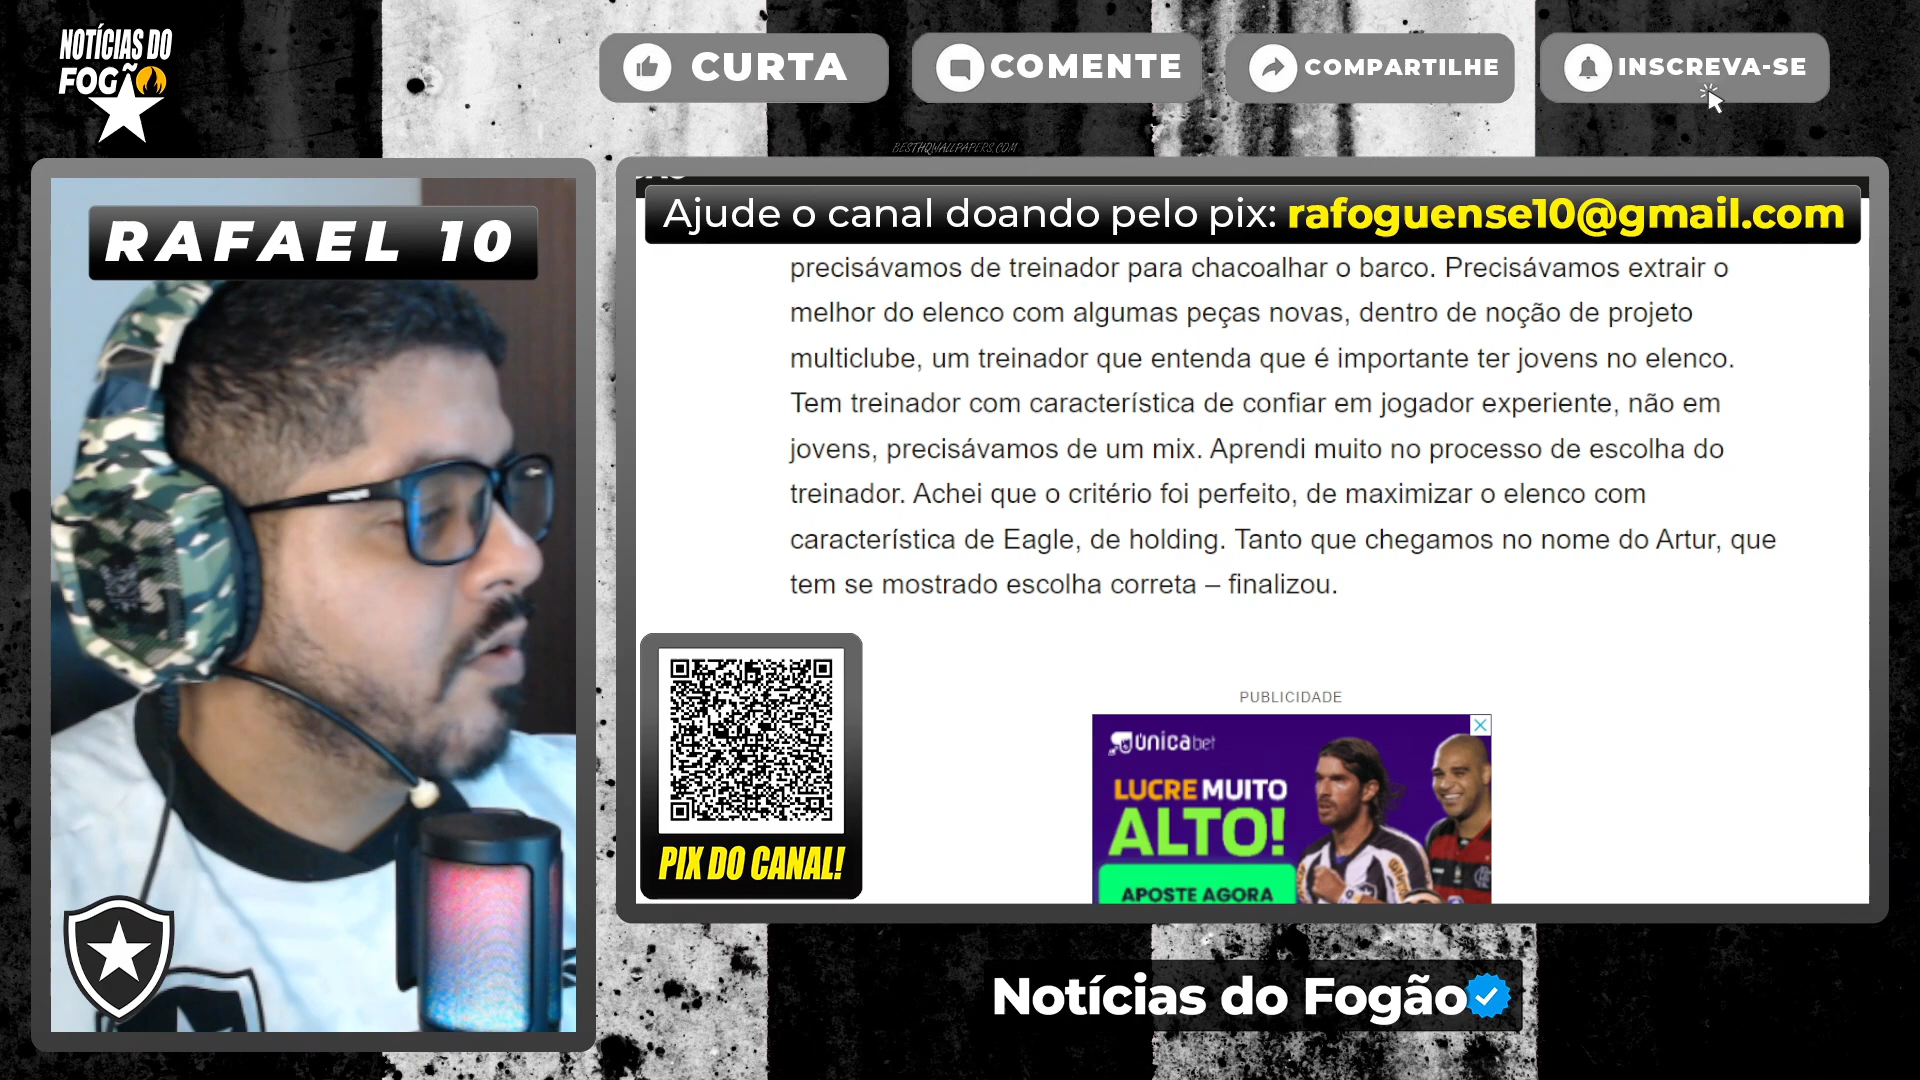 NOTÍCIAS DO
FOGÃO
CURTA
COMENTE
COMPARTILHE
INSCREVA-SE
BESTHQWALLPAPERS.COM
RAFAEL 10
Ajude o canal doando pelo pix: rafoguense10@gmail.com
precisávamos de treinador para chacoalhar o barco. Precisávamos extrair o
melhor do elenco com algumas peças novas, dentro de noção de projeto
multiclube, um treinador que entenda que é importante ter jovens no elenco.
Tem treinador com característica de confiar em jogador experiente, não em
jovens, precisávamos de um mix. Aprendi muito no processo de escolha do
treinador. Achei que o critério foi perfeito, de maximizar o elenco com
característica de Eagle, de holding. Tanto que chegamos no nome do Artur, que
tem se mostrado escolha correta – finalizou.
PIX DO CANAL!
PUBLICIDADE
únicabet
LUCRE MUITO
ALTO!
APOSTE AGORA
Notícias do Fogão